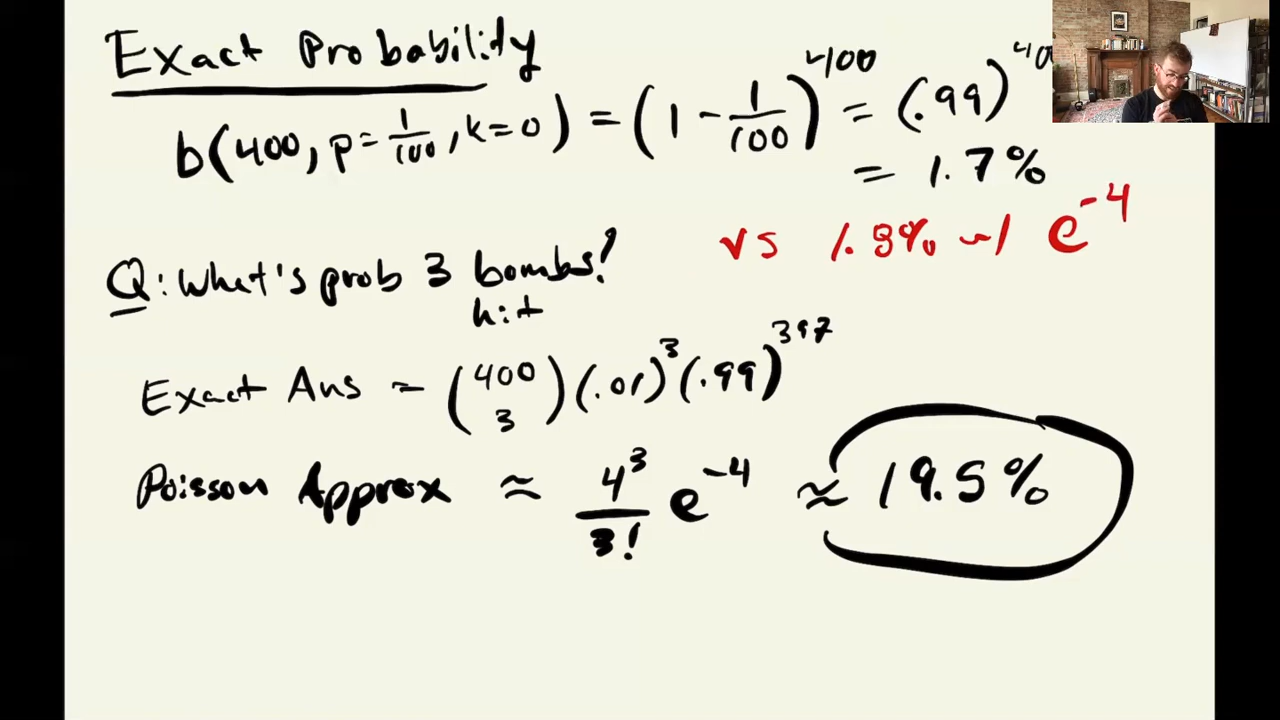 Exact Probability
b(400, p=1/100, k=0) = (1 - 1/100)^400 = (.99)^40
= 1.7%
vs 1.8% w/ e^-4
Q: What's prob 3 bombs?
hit
Exact Ans = (400 3)(.01)^3 (.99)^397
Poisson Approx ≈ 4^3/3! e^-4 ≈ 19.5%